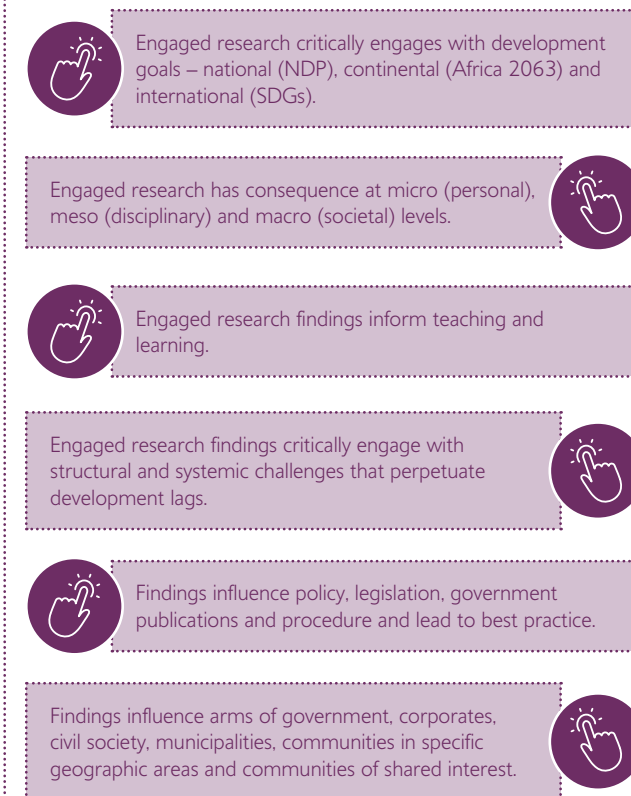 Engaged research critically engages with development
goals – national (NDP), continental (Africa 2063) and
international (SDGs).
Engaged research has consequence at micro (personal),
meso (disciplinary) and macro (societal) levels.
Engaged research findings inform teaching and
learning.
Engaged research findings critically engage with
structural and systemic challenges that perpetuate
development lags.
Findings influence policy, legislation, government
publications and procedure and lead to best practice.
Findings influence arms of government, corporates,
civil society, municipalities, communities in specific
geographic areas and communities of shared interest.